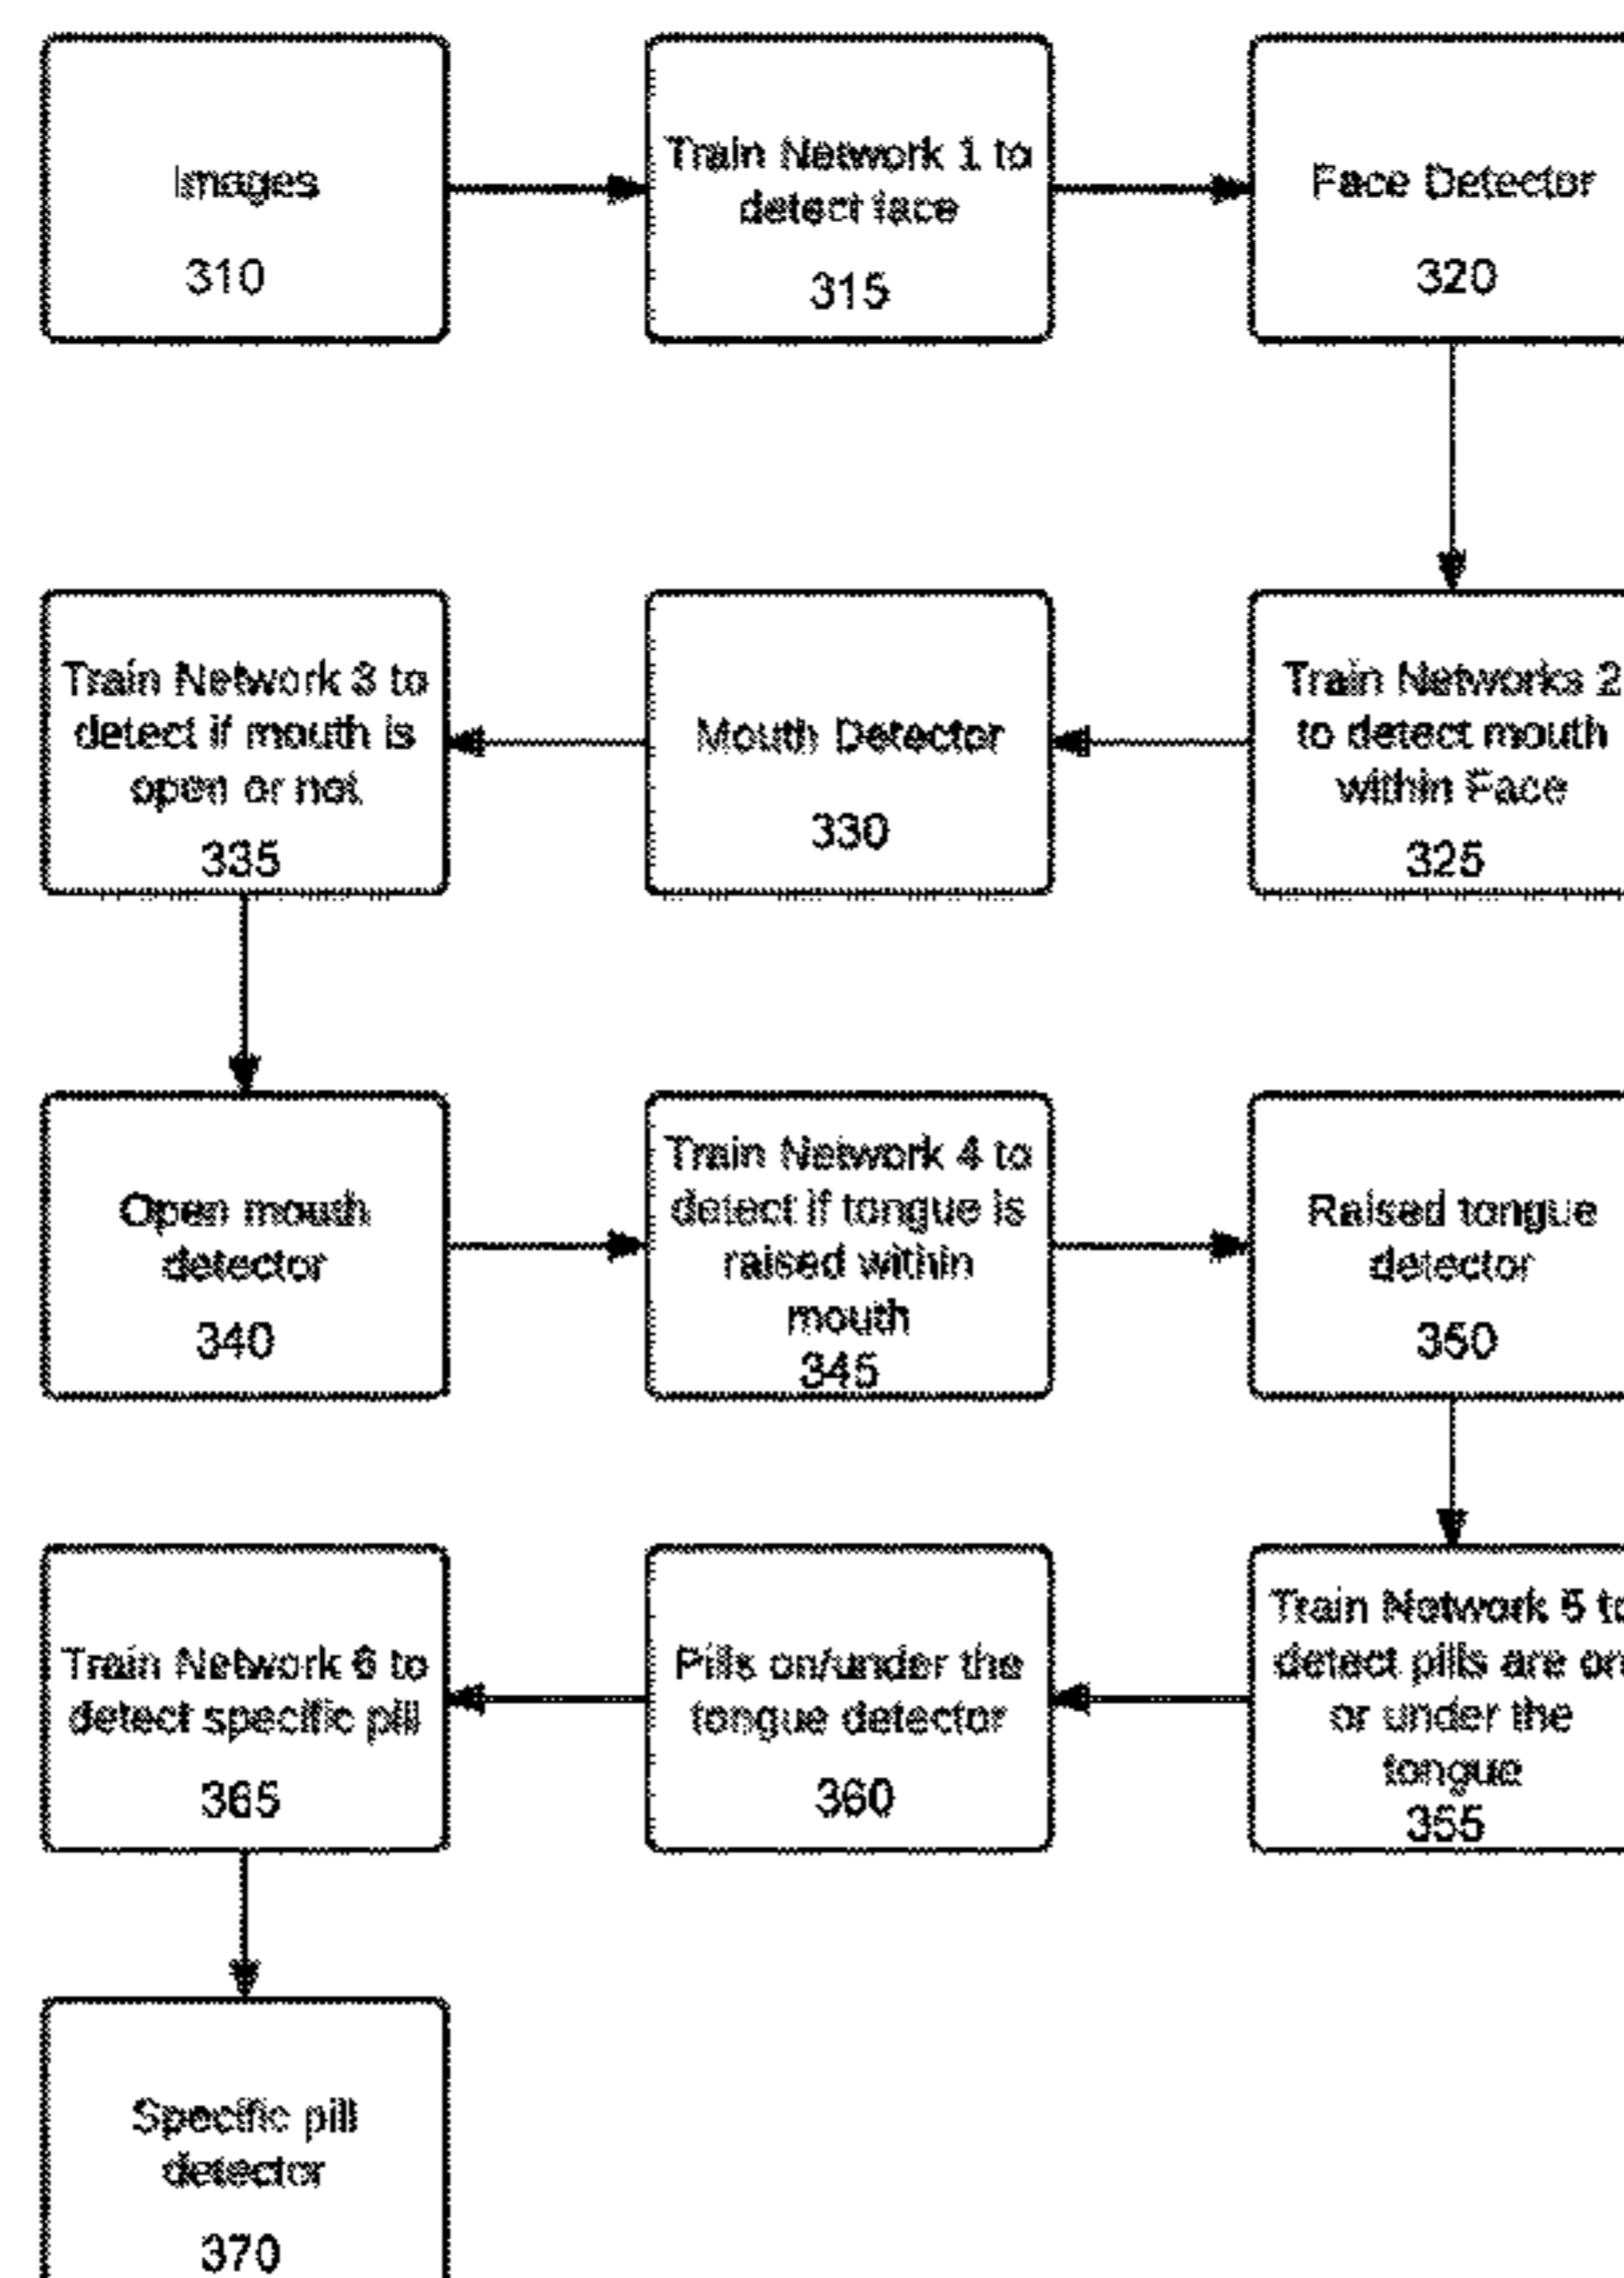 Images
310
Train Network 1 to
detect face
315
Face Detector
320
Train Networks 2
to detect mouth
within Face
325
Mouth Detector
330
Train Network 3 to
detect if mouth is
open or not
335
Open mouth
detector
340
Train Network 4 to
detect if tongue is
raised within
mouth
345
Raised tongue
detector
350
Train Network 5 to
detect pills are on
or under the
tongue
355
Pills on/under the
tongue detector
360
Train Network 6 to
detect specific pill
365
Specific pill
detector
370